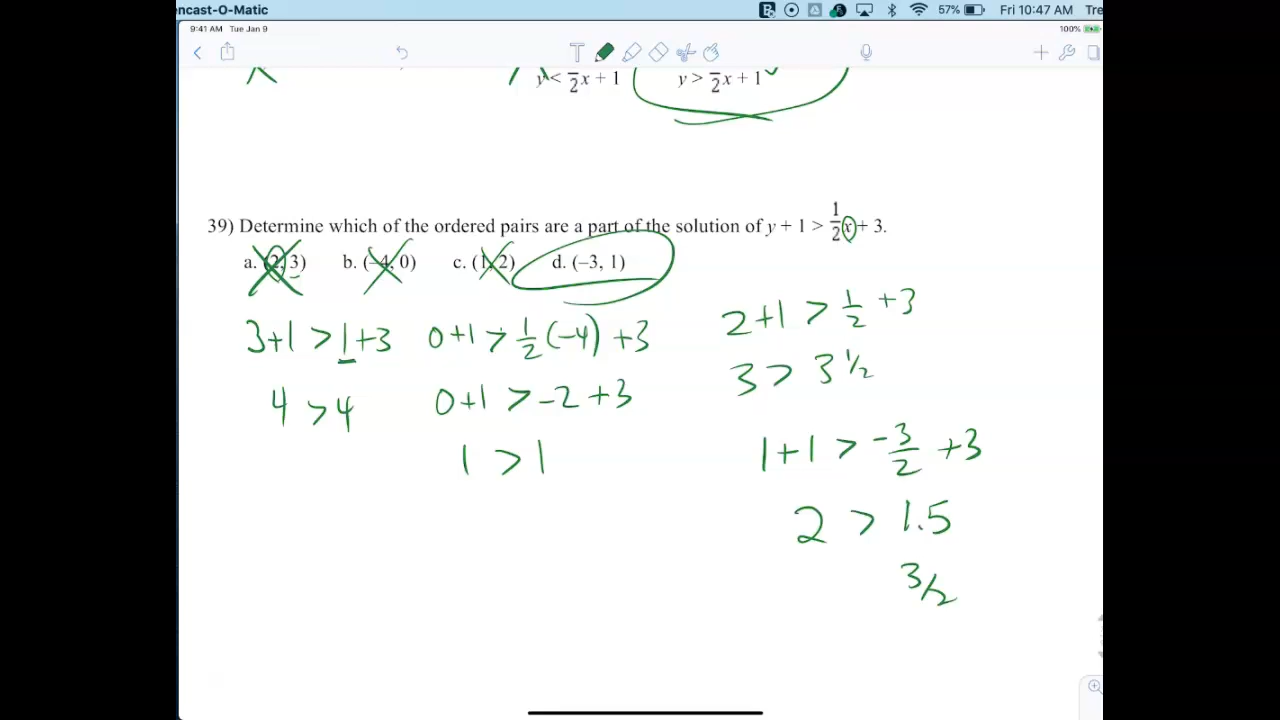 encast-O-Matic 57% Fri 10:47 AM Tre
9:41 AM Tue Jan 9 100%
T
y < 1/2 x + 1 y > 1/2 x + 1
39) Determine which of the ordered pairs are a part of the solution of y + 1 > 1/2 x + 3.
a. (2, 3) b. (–4, 0) c. (1, 2) d. (–3, 1)
3+1 > 1+3 0+1 > 1/2 (-4) +3 2+1 > 1/2 +3
4 > 4 0+1 > -2 +3 3 > 3 1/2
1 > 1 1+1 > -3/2 +3
2 > 1.5
3/2